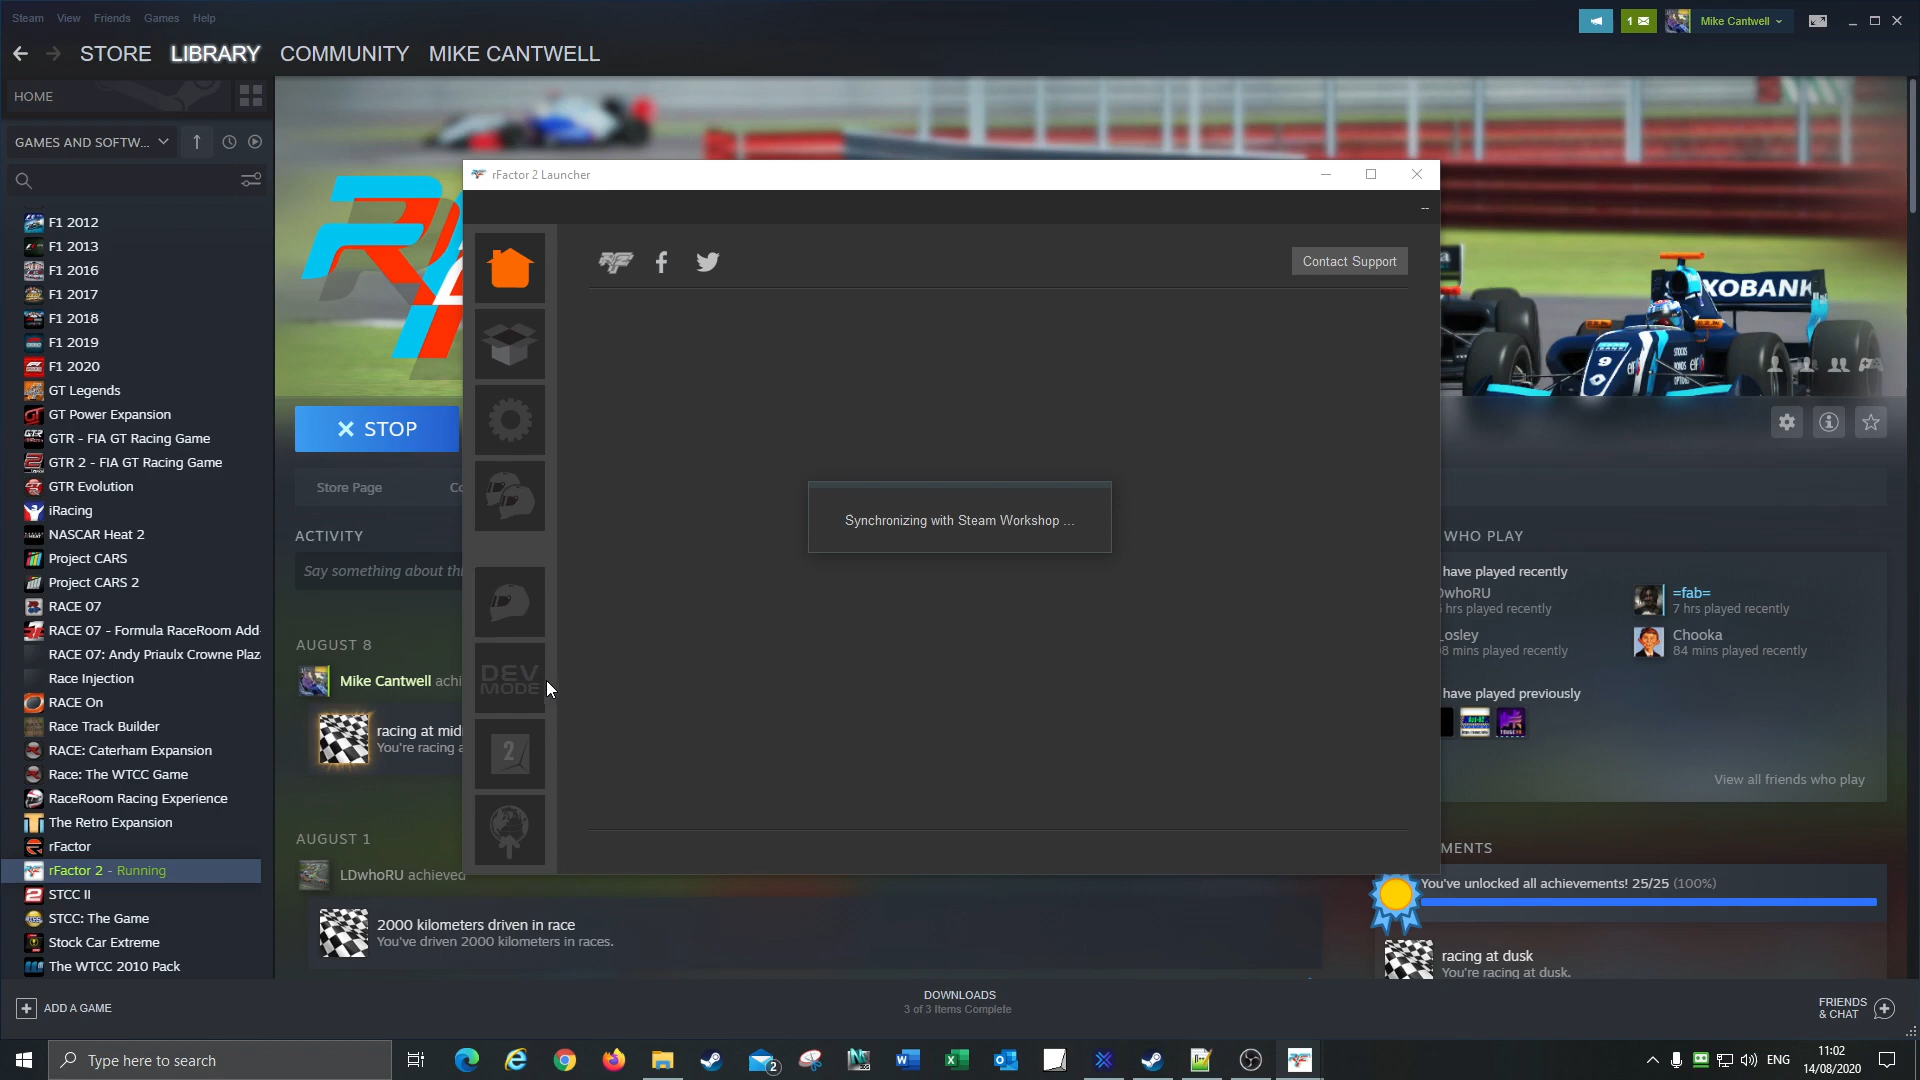 Steam View Friends Games Help
1
Mike Cantwell
STORE LIBRARY COMMUNITY MIKE CANTWELL
HOME
GAMES AND SOFTW...
F1 2012
F1 2013
F1 2016
F1 2017
F1 2018
F1 2019
F1 2020
GT Legends
GT Power Expansion
GTR - FIA GT Racing Game
GTR 2 - FIA GT Racing Game
GTR Evolution
iRacing
NASCAR Heat 2
Project CARS
Project CARS 2
RACE 07
RACE 07 - Formula RaceRoom Add-
RACE 07: Andy Priaulx Crowne Plaz
Race Injection
RACE On
Race Track Builder
RACE: Caterham Expansion
Race: The WTCC Game
RaceRoom Racing Experience
The Retro Expansion
rFactor
rFactor 2 - Running
STCC II
STCC: The Game
Stock Car Extreme
The WTCC 2010 Pack
ADD A GAME
STOP
Store Page
ACTIVITY
Say something about th
AUGUST 8
Mike Cantwell achi
racing at mid
You're racing a
AUGUST 1
LDwhoRU achieved
2000 kilometers driven in race
You've driven 2000 kilometers in races.
rFactor 2 Launcher
--
Contact Support
Synchronizing with Steam Workshop ...
DEV
MODE
2
XOBANK
9
WHO PLAY
have played recently
whoRU
hrs played recently
=fab=
7 hrs played recently
osley
8 mins played recently
Chooka
84 mins played recently
have played previously
View all friends who play
MENTS
You've unlocked all achievements! 25/25 (100%)
racing at dusk
You're racing at dusk.
DOWNLOADS
3 of 3 Items Complete
FRIENDS
& CHAT
Type here to search
2
ENG
11:02
14/08/2020